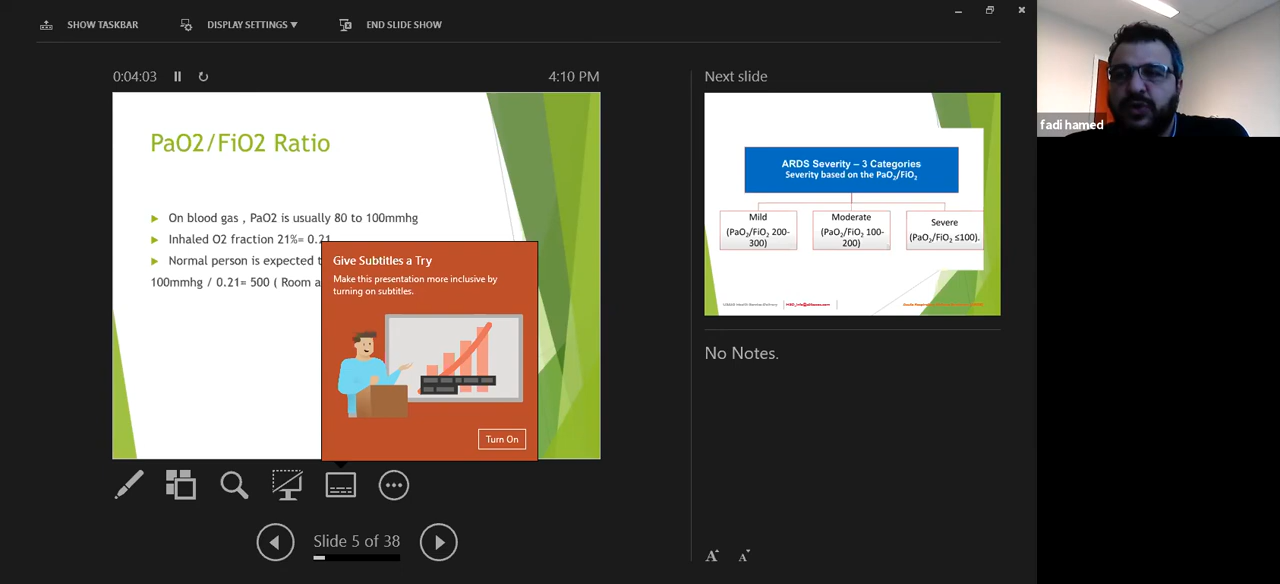 SHOW TASKBAR
DISPLAY SETTINGS ▼
END SLIDE SHOW
0:04:03
4:10 PM
PaO2/FiO2 Ratio
On blood gas , PaO2 is usually 80 to 100mmhg
Inhaled O2 fraction 21%= 0.21
Normal person is expected t
100mmhg / 0.21= 500 ( Room a
Give Subtitles a Try
Make this presentation more inclusive by
turning on subtitles.
Turn On
Slide 5 of 38
Next slide
ARDS Severity – 3 Categories
Severity based on the PaO₂/FiO₂
Mild
(PaO₂/FiO₂ 200-
300)
Moderate
(PaO₂/FiO₂ 100-
200)
Severe
(PaO₂/FiO₂ ≤100).
No Notes.
A A
fadi hamed